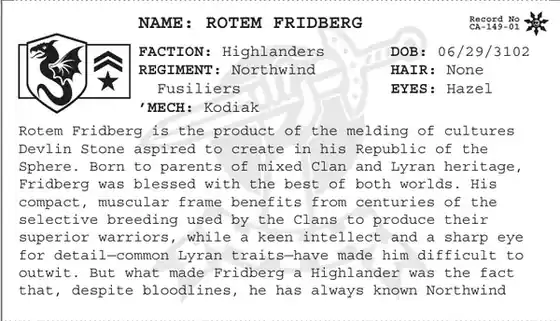 NAME: ROTEM FRIDBERG
Record No
CA-149-01
FACTION: Highlanders
DOB: 06/29/3102
REGIMENT: Northwind
HAIR: None
Fusiliers
EYES: Hazel
’MECH: Kodiak
Rotem Fridberg is the product of the melding of cultures
Devlin Stone aspired to create in his Republic of the
Sphere. Born to parents of mixed Clan and Lyran heritage,
Fridberg was blessed with the best of both worlds. His
compact, muscular frame benefits from centuries of the
selective breeding used by the Clans to produce their
superior warriors, while a keen intellect and a sharp eye
for detail—common Lyran traits—have made him difficult to
outwit. But what made Fridberg a Highlander was the fact
that, despite bloodlines, he has always known Northwind